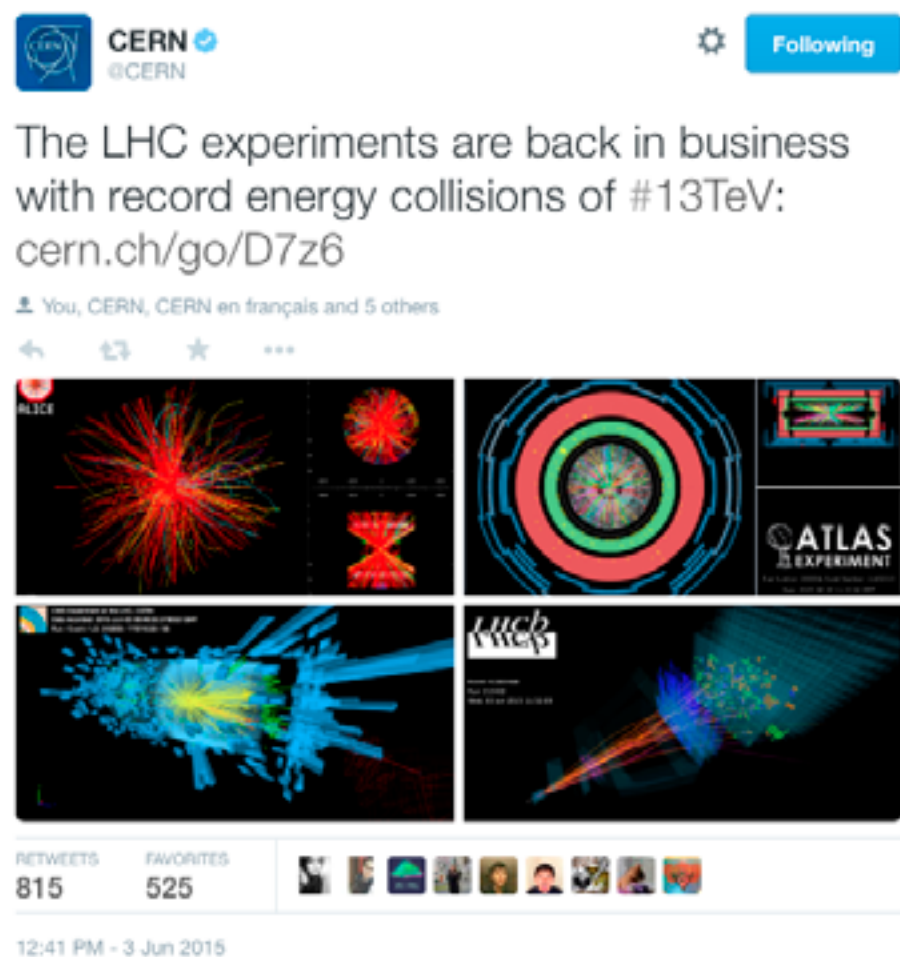 CERN
@CERN
Following
The LHC experiments are back in business
with record energy collisions of #13TeV:
cern.ch/go/D7z6
You, CERN, CERN en français and 5 others
ALICE
ATLAS
EXPERIMENT
LHCb
RETWEETS
815
FAVORITES
525
12:41 PM - 3 Jun 2015